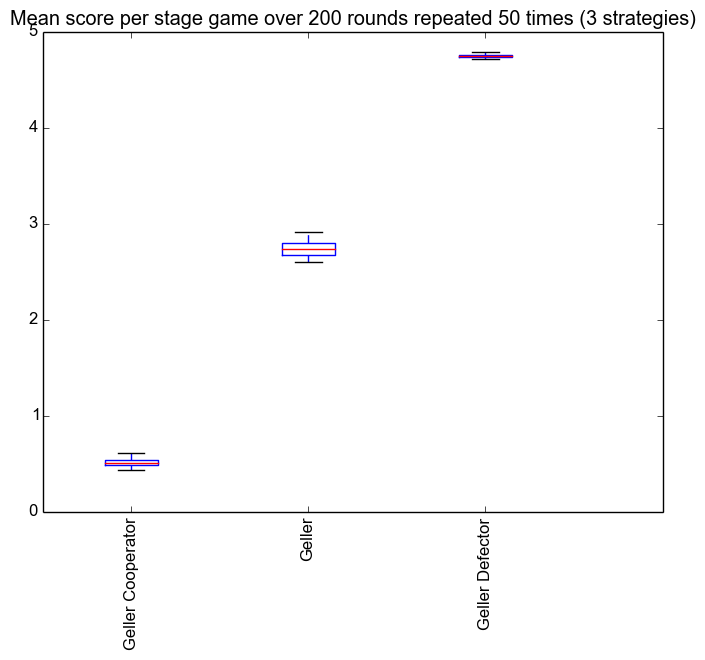 Mean score per stage game over 200 rounds repeated 50 times (3 strategies)
5
4
3
2
1
0
Geller Cooperator
Geller
Geller Defector